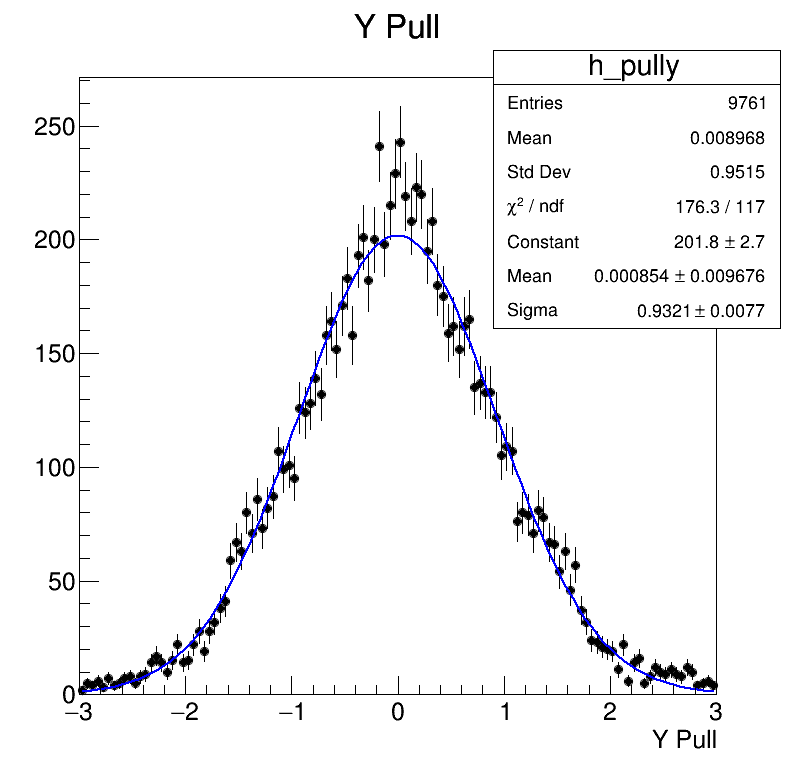 Y Pull
h_pully
Entries 9761
Mean 0.008968
Std Dev 0.9515
χ² / ndf 176.3 / 117
Constant 201.8 ± 2.7
Mean 0.000854 ± 0.009676
Sigma 0.9321 ± 0.0077
250
200
150
100
50
0
−3 −2 −1 0 1 2 3
Y Pull